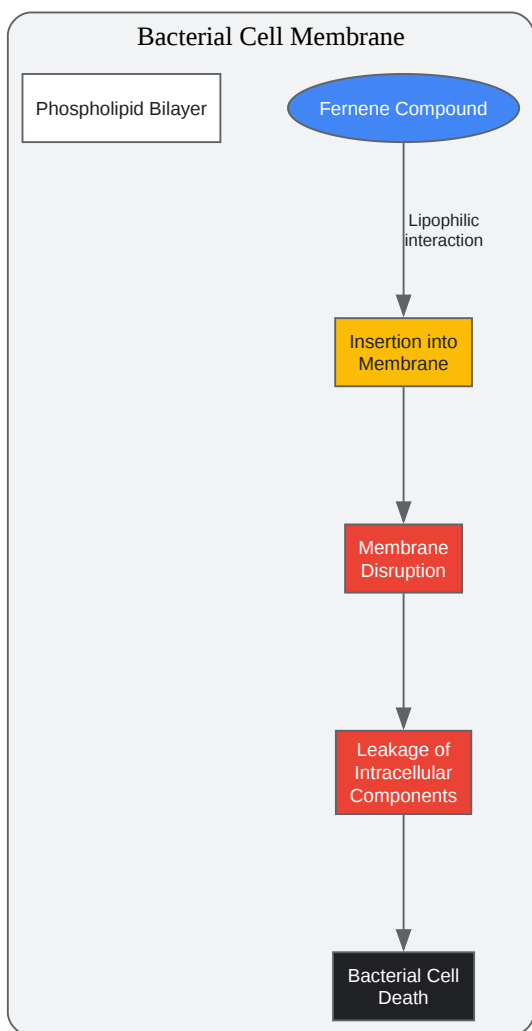 Bacterial Cell Membrane
Phospholipid Bilayer
Fernene Compound
Lipophilic
interaction
Insertion into
Membrane
Membrane
Disruption
Leakage of
Intracellular
Components
Bacterial Cell
Death